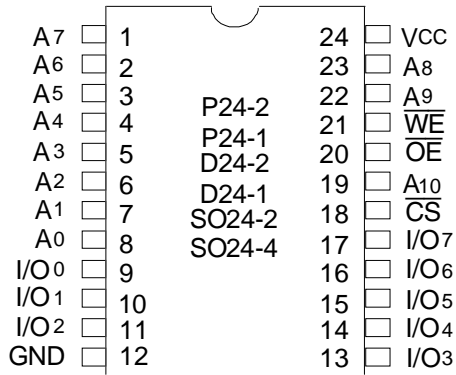 A7 1 24 VCC
A6 2 23 A8
A5 3 22 A9
A4 4 P24-2 21 WE
A3 5 P24-1 20 OE
A2 6 D24-2 19 A10
A1 7 D24-1 18 CS
A0 8 SO24-2 17 I/O7
I/O0 9 SO24-4 16 I/O6
I/O1 10 15 I/O5
I/O2 11 14 I/O4
GND 12 13 I/O3